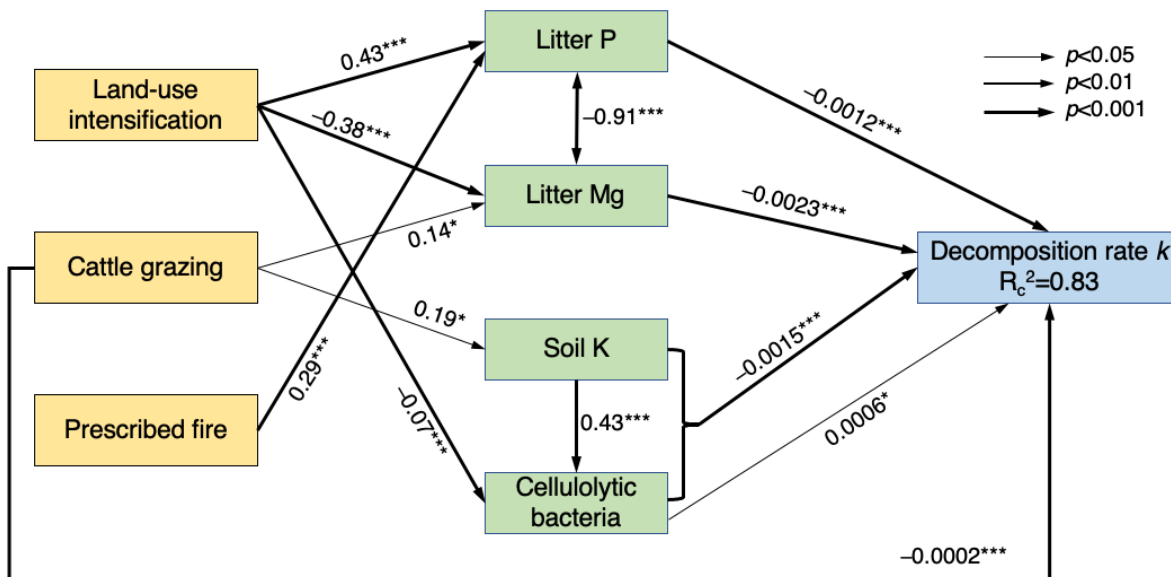 Land-use
intensification
Cattle grazing
Prescribed fire
0.43***
–0.38***
0.14*
0.19*
0.29***
–0.07***
Litter P
–0.91***
Litter Mg
Soil K
0.43***
Cellulolytic
bacteria
–0.0012***
–0.0023***
–0.0015***
0.0006*
–0.0002***
Decomposition rate k
Rc²=0.83
p<0.05
p<0.01
p<0.001